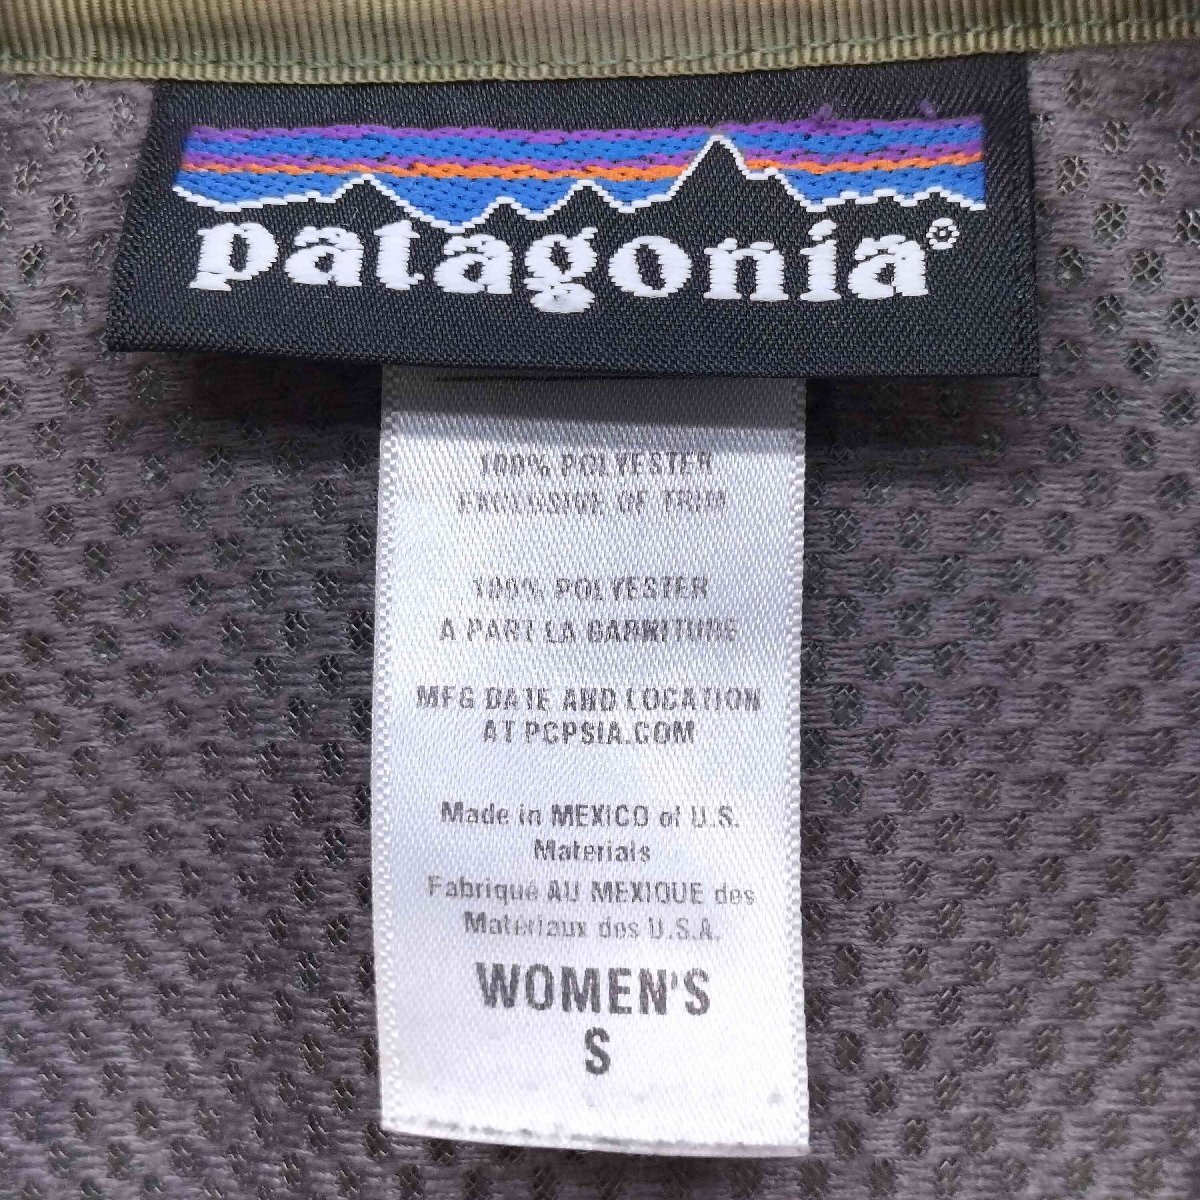 patagonia®
100% POLYESTER
EXCLUSIVE OF TRIM
100% POLYESTER
A PART LA GARNITURE
MFG DATE AND LOCATION
AT PCPSIA.COM
Made in MEXICO of U.S.
Materials
Fabriqué AU MEXIQUE des
Matériaux des U.S.A.
WOMEN'S
S